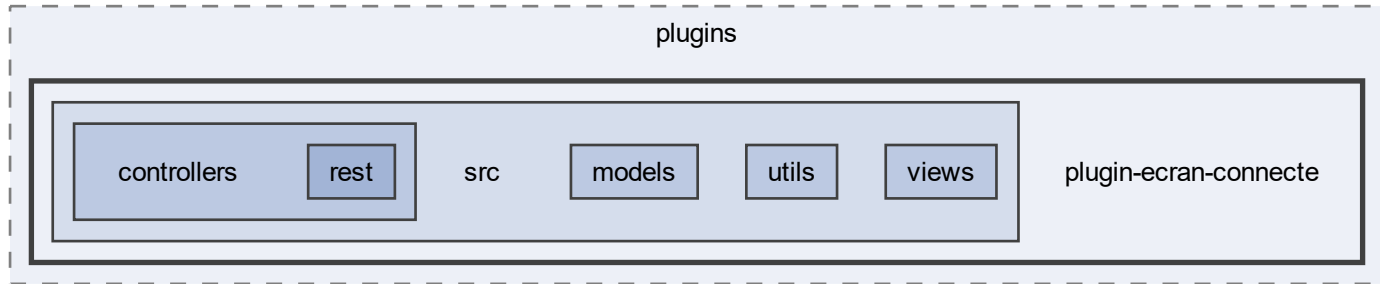 plugins
controllers
rest
src
models
utils
views
plugin-ecran-connecte